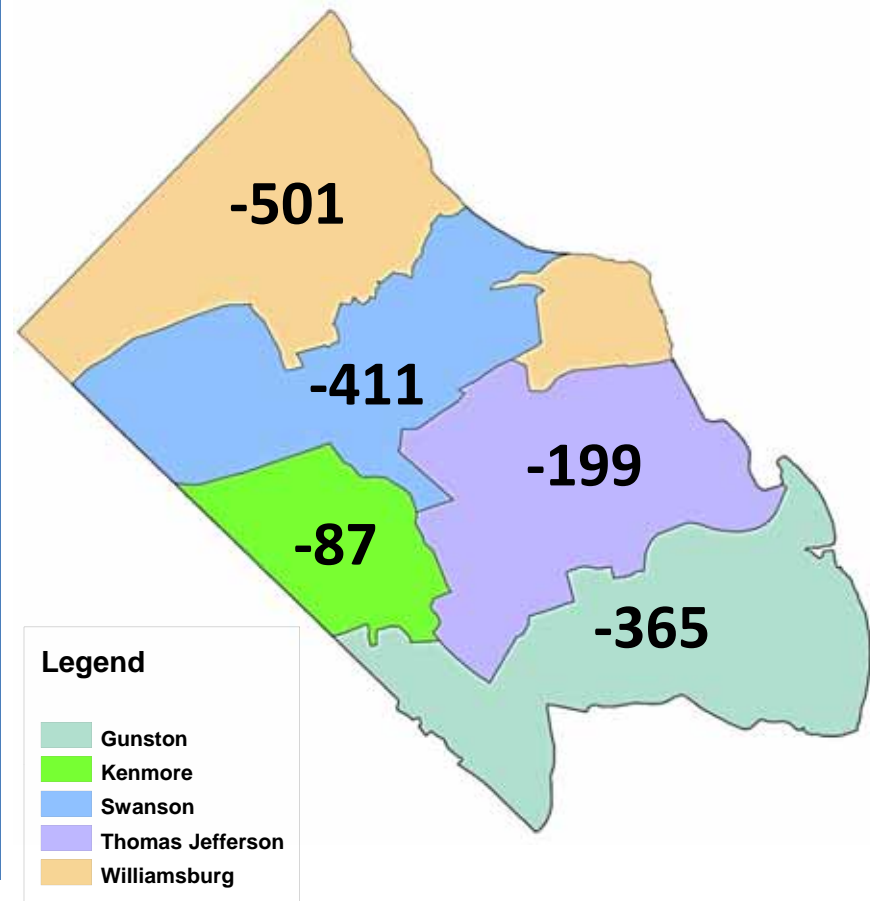 -501
-411
-199
-87
-365
Legend
Gunston
Kenmore
Swanson
Thomas Jefferson
Williamsburg